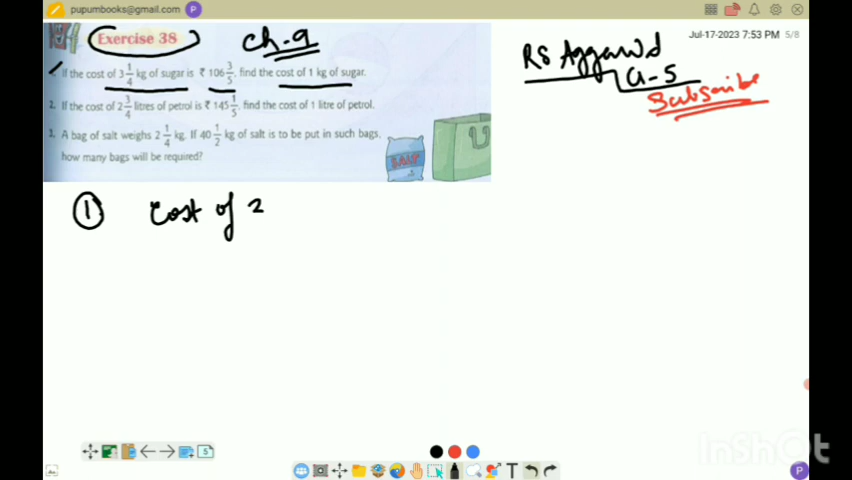 pupumbooks@gmail.com P
Jul-17-2023 7:53 PM 5/8
Exercise 38 Ch-9
RS Aggarwal
Cl-5
Subscribe
1. If the cost of 3 1/4 kg of sugar is ₹ 106 3/5, find the cost of 1 kg of sugar.
2. If the cost of 2 3/4 litres of petrol is ₹ 145 1/5, find the cost of 1 litre of petrol.
3. A bag of salt weighs 2 1/4 kg. If 40 1/2 kg of salt is to be put in such bags,
how many bags will be required?
① Cost of 2
InShOt
5
T
P